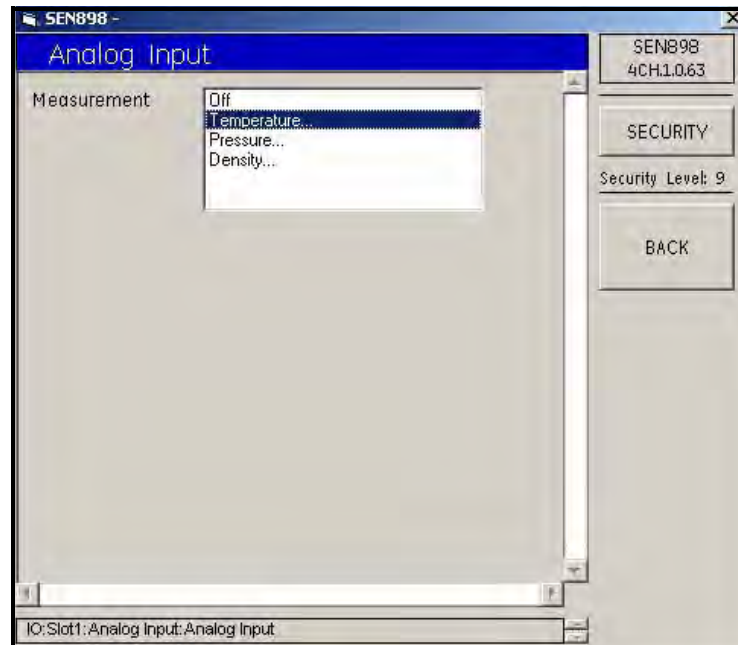 SEN898 -
Analog Input
Measurement
Off
Temperature...
Pressure...
Density...
SEN898
4CH.1.0.63
SECURITY
Security Level: 9
BACK
IO:Slot1:Analog Input:Analog Input